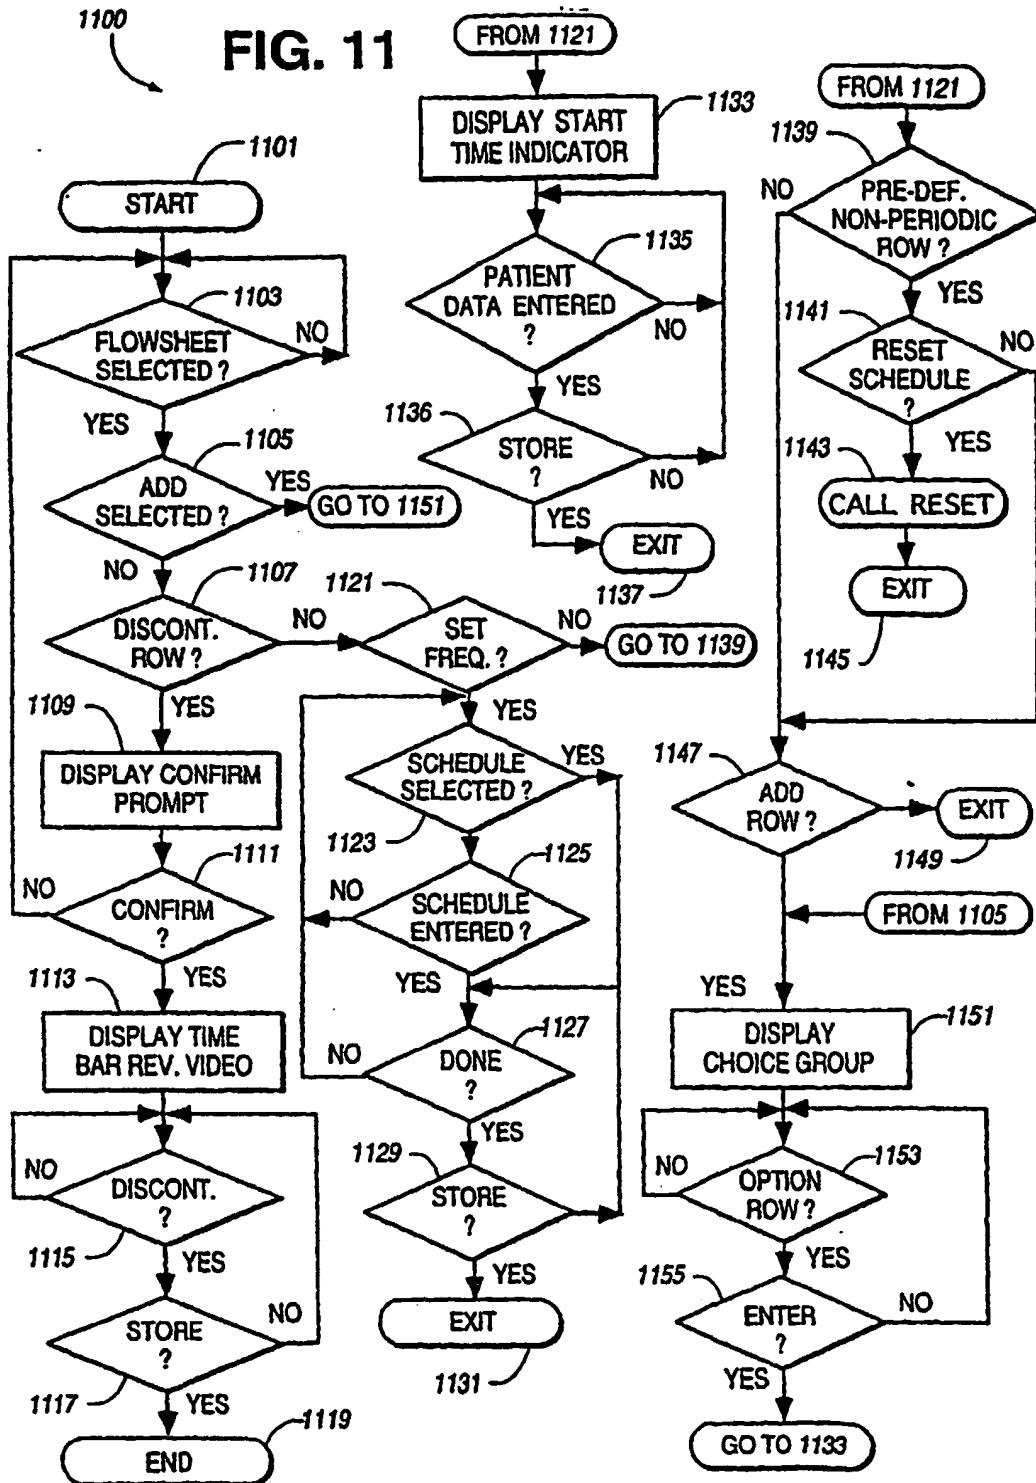 1100
FIG. 11
1101
START
1103
FLOWSHEET
SELECTED ?
NO
YES
1105
ADD
SELECTED ?
YES
GO TO 1151
NO
1107
DISCONT.
ROW ?
NO
YES
1109
DISPLAY CONFIRM
PROMPT
1111
CONFIRM
?
NO
YES
1113
DISPLAY TIME
BAR REV. VIDEO
DISCONT.
?
NO
1115
YES
STORE
?
NO
1117
YES
1119
END
FROM 1121
1133
DISPLAY START
TIME INDICATOR
1135
PATIENT
DATA ENTERED
?
NO
YES
1136
STORE
?
NO
YES
EXIT
1137
1121
SET
FREQ. ?
NO
GO TO 1139
YES
SCHEDULE
SELECTED ?
YES
1123
1125
SCHEDULE
ENTERED ?
NO
YES
1127
DONE
?
NO
YES
1129
STORE
?
YES
EXIT
1131
FROM 1121
1139
PRE-DEF.
NON-PERIODIC
ROW ?
NO
YES
1141
RESET
SCHEDULE
?
NO
YES
1143
CALL RESET
EXIT
1145
1147
ADD
ROW ?
EXIT
1149
FROM 1105
YES
1151
DISPLAY
CHOICE GROUP
1153
OPTION
ROW ?
NO
YES
1155
ENTER
?
NO
YES
GO TO 1133